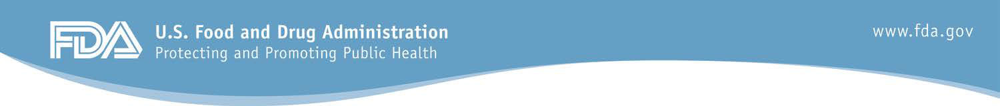 FDA U.S. Food and Drug Administration www.fda.gov
Protecting and Promoting Public Health